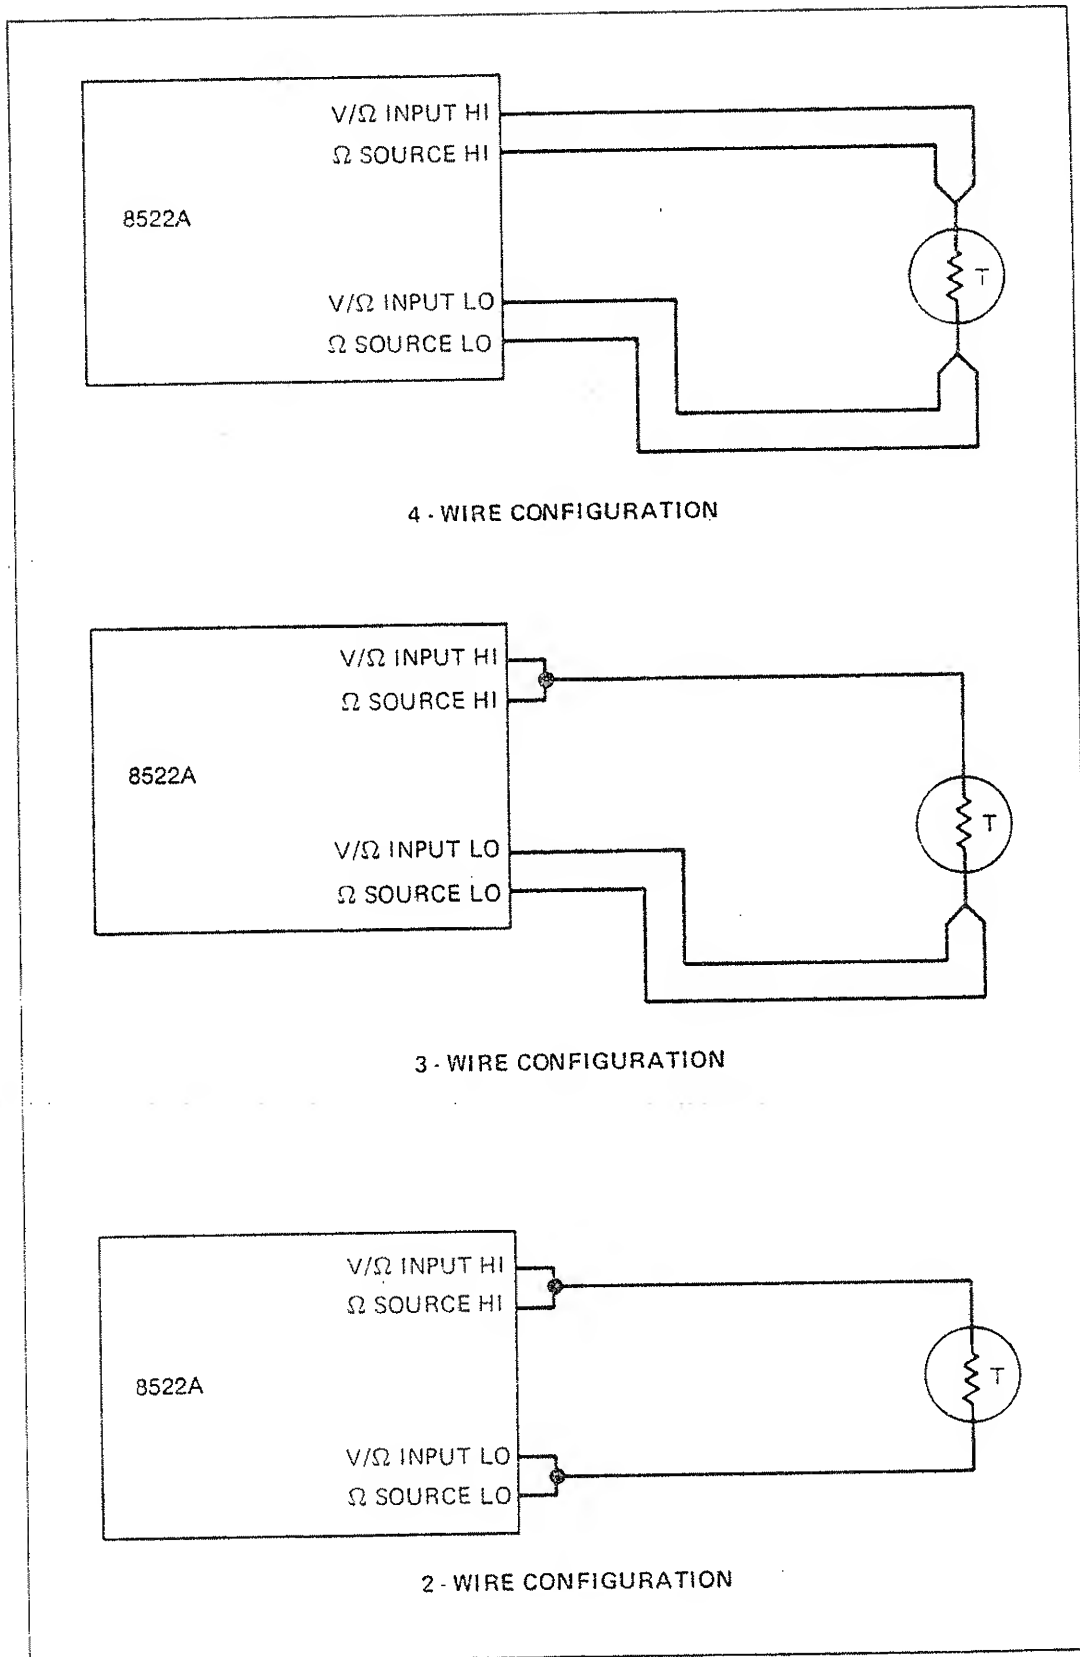 V/Ω INPUT HI
Ω SOURCE HI
8522A
T
V/Ω INPUT LO
Ω SOURCE LO
4 - WIRE CONFIGURATION
V/Ω INPUT HI
Ω SOURCE HI
8522A
T
V/Ω INPUT LO
Ω SOURCE LO
3 - WIRE CONFIGURATION
V/Ω INPUT HI
Ω SOURCE HI
8522A
T
V/Ω INPUT LO
Ω SOURCE LO
2 - WIRE CONFIGURATION